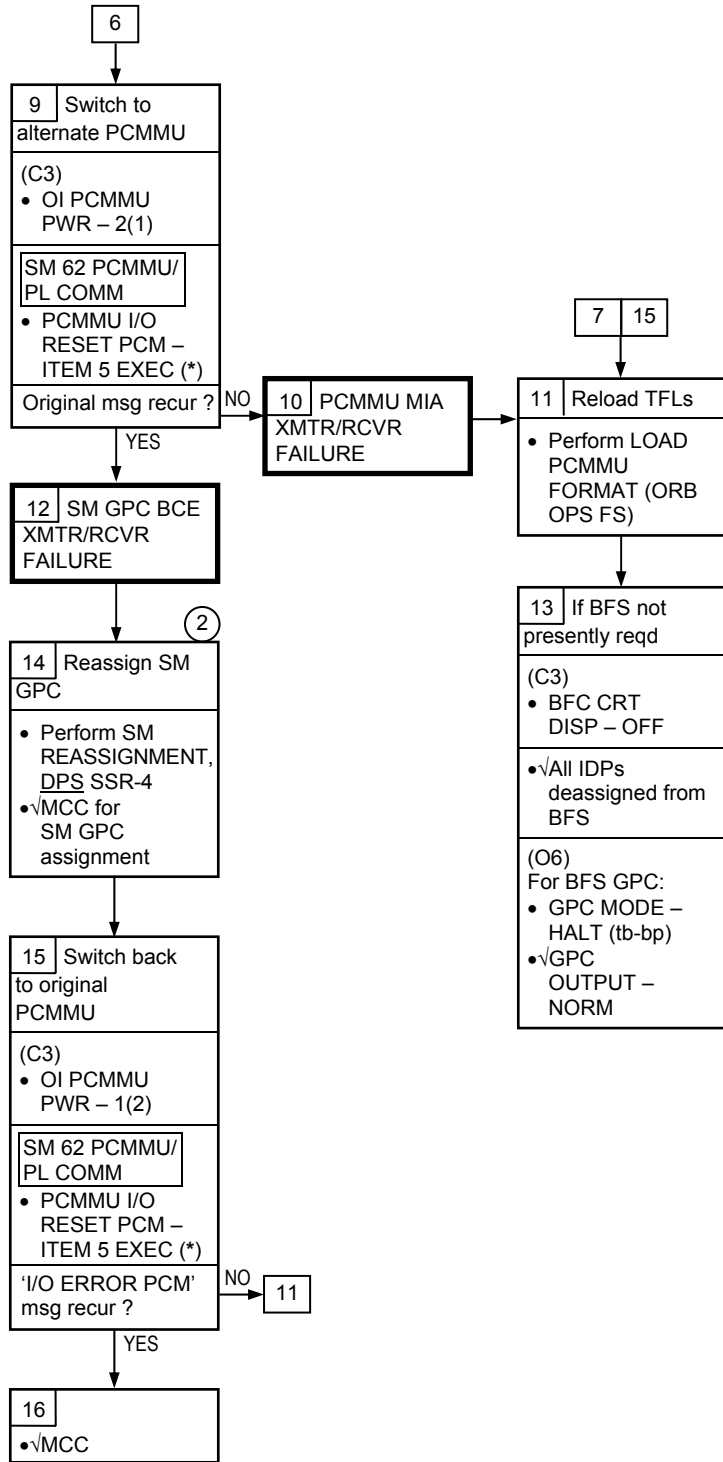 6
9 Switch to
alternate PCMMU
(C3)
• OI PCMMU
PWR – 2(1)
SM 62 PCMMU/
PL COMM
• PCMMU I/O
RESET PCM –
ITEM 5 EXEC (*)
Original msg recur ?
NO
YES
10 PCMMU MIA
XMTR/RCVR
FAILURE
7 15
11 Reload TFLs
• Perform LOAD
PCMMU
FORMAT (ORB
OPS FS)
12 SM GPC BCE
XMTR/RCVR
FAILURE
13 If BFS not
presently reqd
(C3)
• BFC CRT
DISP – OFF
•√All IDPs
deassigned from
BFS
(O6)
For BFS GPC:
• GPC MODE –
HALT (tb-bp)
•√GPC
OUTPUT –
NORM
2
14 Reassign SM
GPC
• Perform SM
REASSIGNMENT,
DPS SSR-4
•√MCC for
SM GPC
assignment
15 Switch back
to original
PCMMU
(C3)
• OI PCMMU
PWR – 1(2)
SM 62 PCMMU/
PL COMM
• PCMMU I/O
RESET PCM –
ITEM 5 EXEC (*)
'I/O ERROR PCM'
msg recur ?
NO
11
YES
16
•√MCC